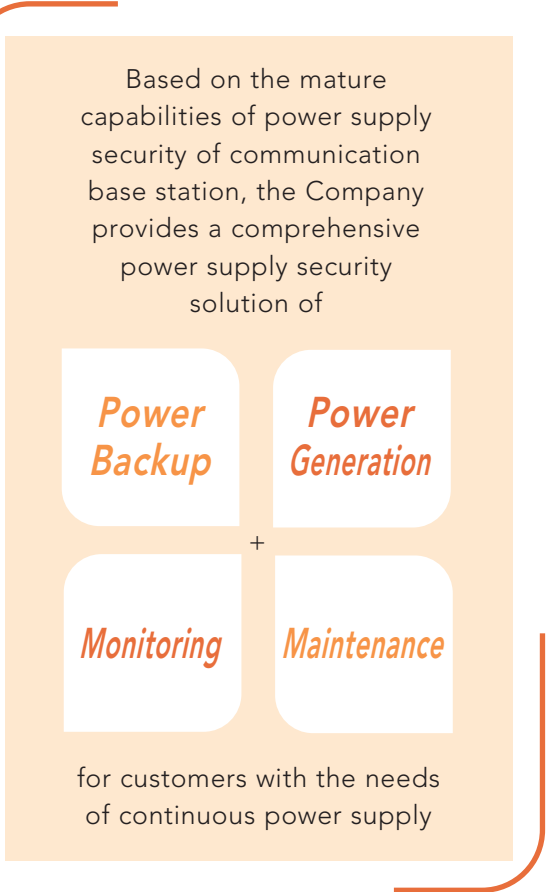 Based on the mature
capabilities of power supply
security of communication
base station, the Company
provides a comprehensive
power supply security
solution of
Power
Backup
Power
Generation
+
Monitoring
Maintenance
for customers with the needs
of continuous power supply